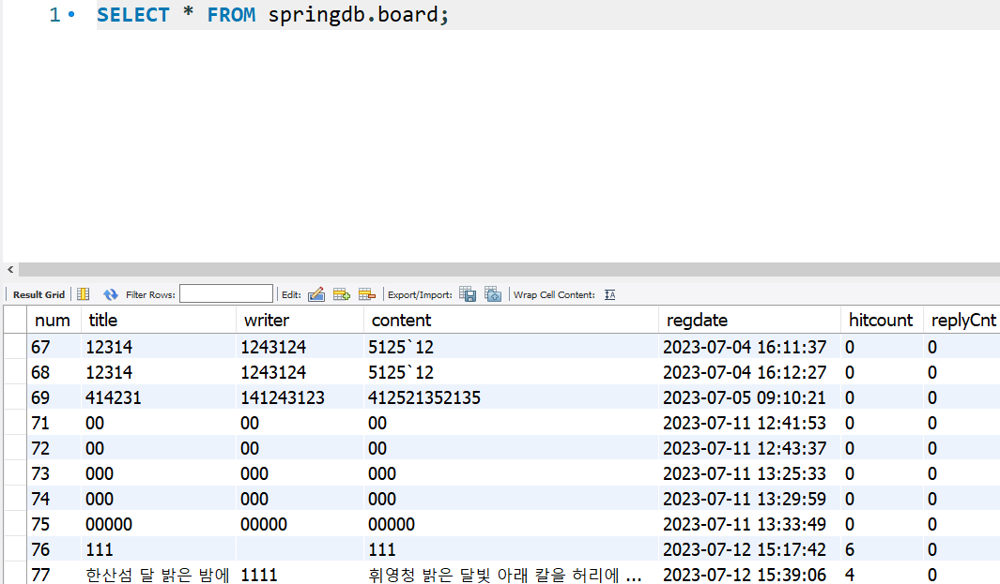 1 SELECT * FROM springdb.board;
Result Grid Filter Rows: Edit: Export/Import: Wrap Cell Content:
num title writer content regdate hitcount replyCnt
67 12314 1243124 5125`12 2023-07-04 16:11:37 0 0
68 12314 1243124 5125`12 2023-07-04 16:12:27 0 0
69 414231 141243123 412521352135 2023-07-05 09:10:21 0 0
71 00 00 00 2023-07-11 12:41:53 0 0
72 00 00 00 2023-07-11 12:43:37 0 0
73 000 000 000 2023-07-11 13:25:33 0 0
74 000 000 000 2023-07-11 13:29:59 0 0
75 00000 00000 00000 2023-07-11 13:33:49 0 0
76 111 111 2023-07-12 15:17:42 6 0
77 한산섬 달 밝은 밤에 1111 휘영청 밝은 달빛 아래 칼을 허리에 ... 2023-07-12 15:39:06 4 0